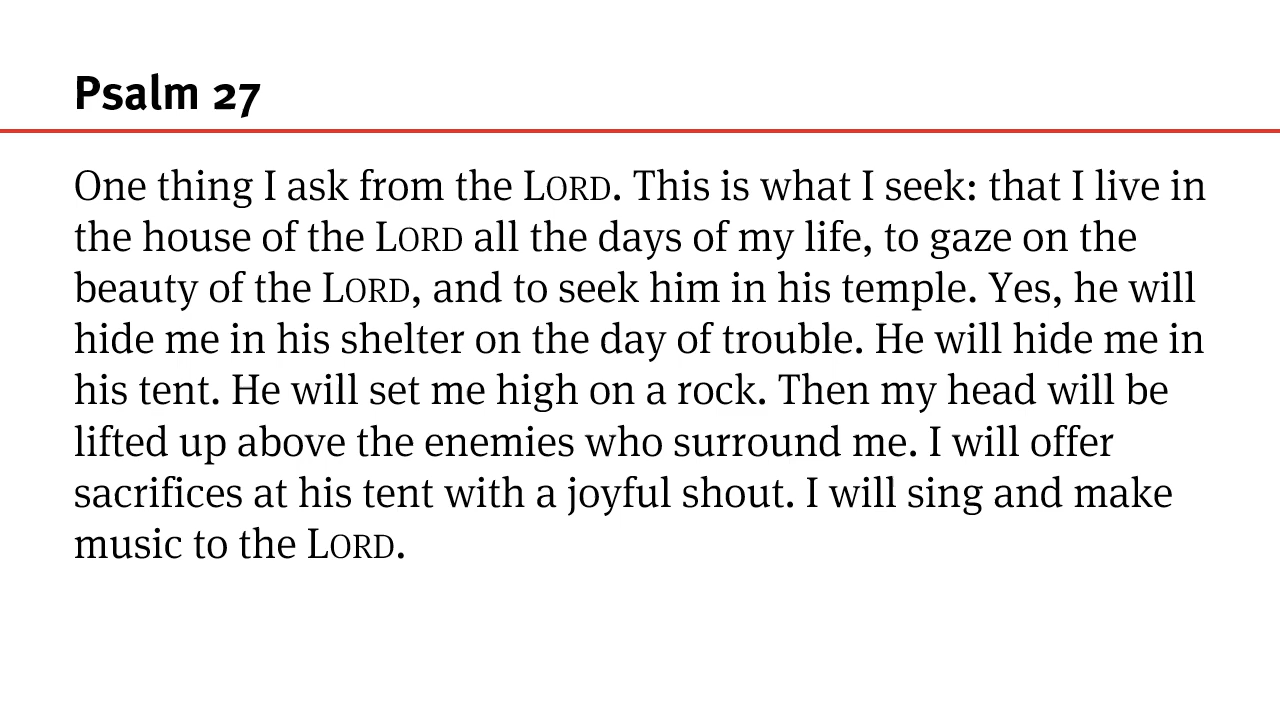 Psalm 27
One thing I ask from the LORD. This is what I seek: that I live in
the house of the LORD all the days of my life, to gaze on the
beauty of the LORD, and to seek him in his temple. Yes, he will
hide me in his shelter on the day of trouble. He will hide me in
his tent. He will set me high on a rock. Then my head will be
lifted up above the enemies who surround me. I will offer
sacrifices at his tent with a joyful shout. I will sing and make
music to the LORD.